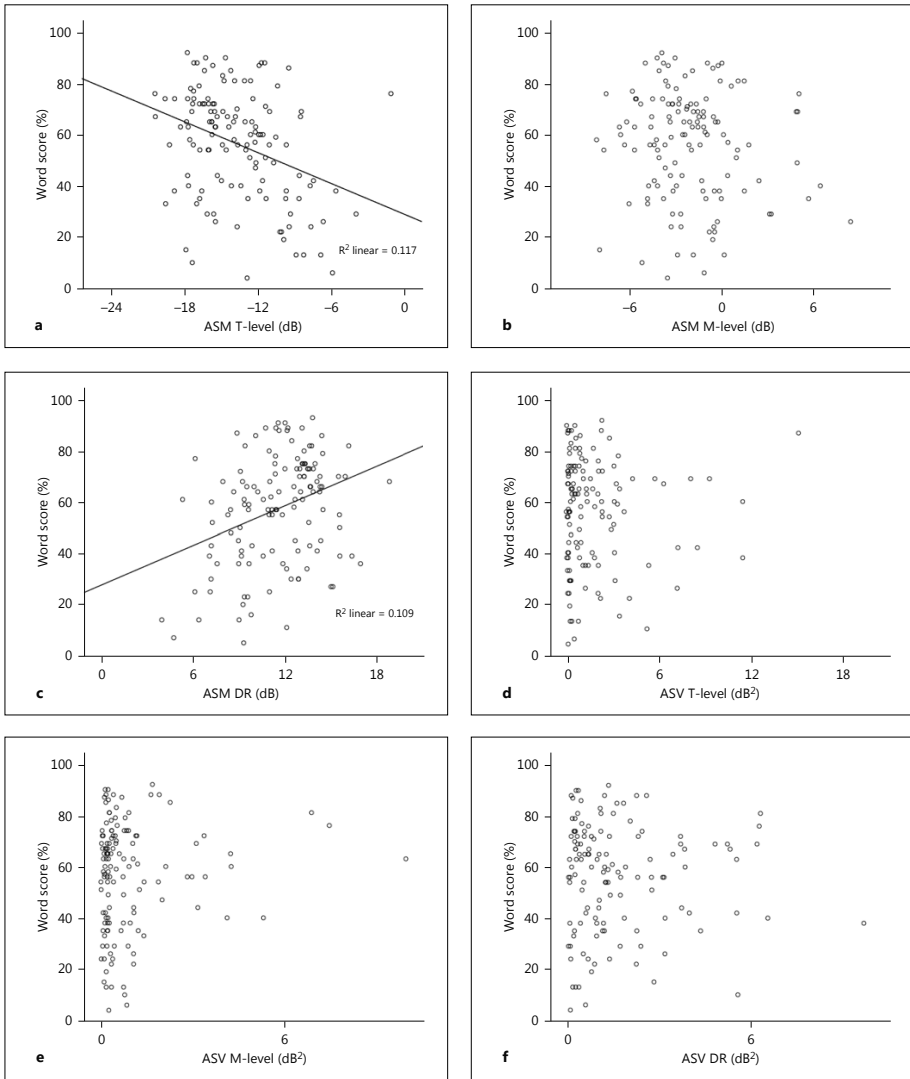 100
80
60
40
20
0
Word score (%)
R² linear = 0.117
–24 –18 –12 –6 0
a ASM T-level (dB)
100
80
60
40
20
0
Word score (%)
–6 0 6
b ASM M-level (dB)
100
80
60
40
20
0
Word score (%)
R² linear = 0.109
0 6 12 18
c ASM DR (dB)
100
80
60
40
20
0
Word score (%)
0 6 12 18
d ASV T-level (dB²)
100
80
60
40
20
0
Word score (%)
0 6
e ASV M-level (dB²)
100
80
60
40
20
0
Word score (%)
0 6
f ASV DR (dB²)